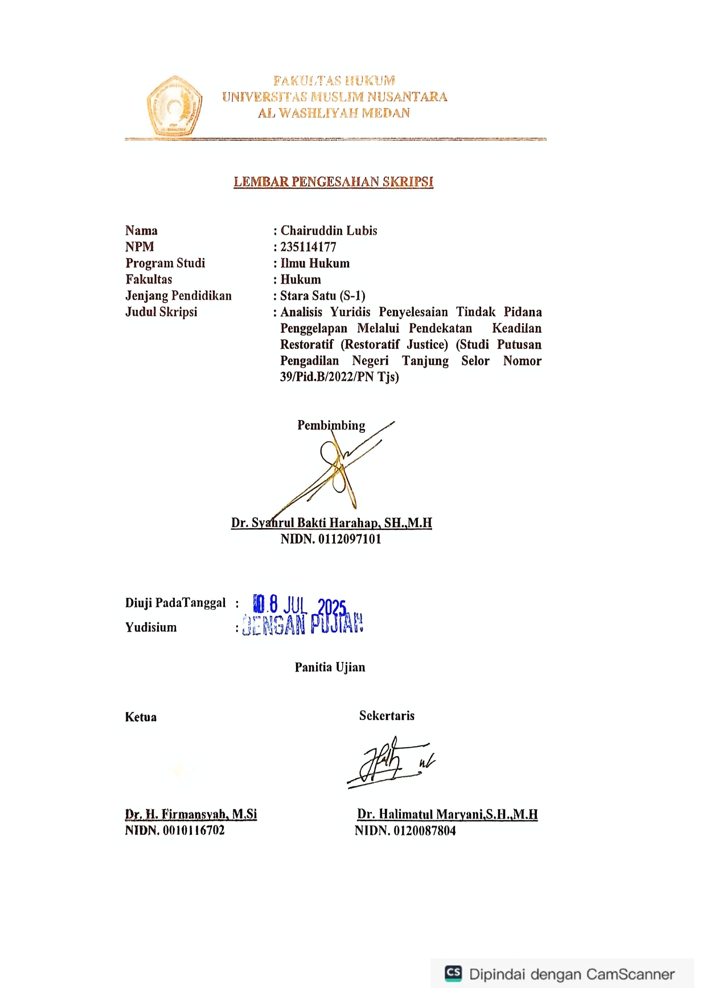 FAKULTAS HUKUM
UNIVERSITAS MUSLIM NUSANTARA
AL WASHLIYAH MEDAN
LEMBAR PENGESAHAN SKRIPSI
Nama : Chairuddin Lubis
NPM : 235114177
Program Studi : Ilmu Hukum
Fakultas : Hukum
Jenjang Pendidikan : Stara Satu (S-1)
Judul Skripsi : Analisis Yuridis Penyelesaian Tindak Pidana
Penggelapan Melalui Pendekatan Keadilan
Restoratif (Restoratif Justice) (Studi Putusan
Pengadilan Negeri Tanjung Selor Nomor
39/Pid.B/2022/PN Tjs)
Pembimbing
Dr. Syahrul Bakti Harahap, SH.,M.H
NIDN. 0112097101
Diuji PadaTanggal : 08 JUL 2025
Yudisium : DENGAN PUJIAN
Panitia Ujian
Ketua Sekertaris
Dr. H. Firmansyah, M.Si Dr. Halimatul Maryani,S.H.,M.H
NIDN. 0010116702 NIDN. 0120087804
CS Dipindai dengan CamScanner